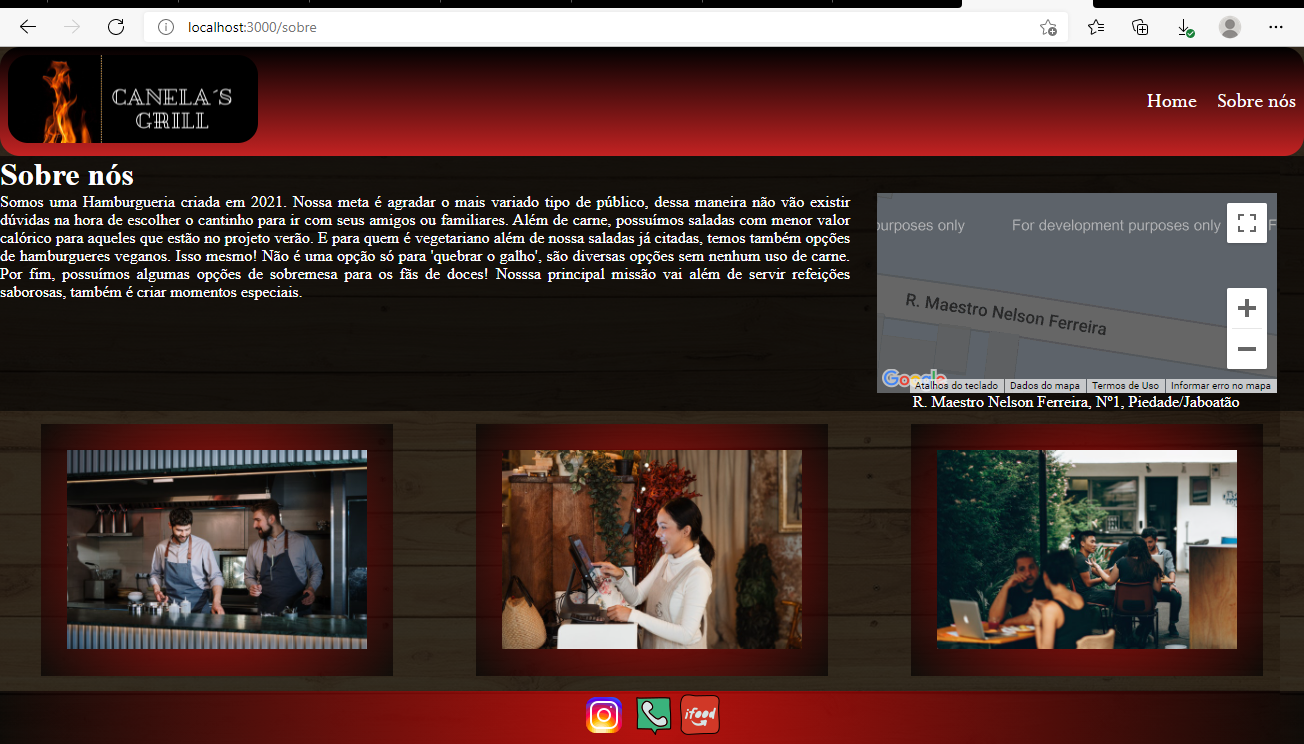 localhost:3000/sobre
CANELA´S
GRILL
Home Sobre nós
Sobre nós
Somos uma Hamburgueria criada em 2021. Nossa meta é agradar o mais variado tipo de público, dessa maneira não vão existir
dúvidas na hora de escolher o cantinho para ir com seus amigos ou familiares. Além de carne, possuímos saladas com menor valor
calórico para aqueles que estão no projeto verão. E para quem é vegetariano além de nossa saladas já citadas, temos também opções
de hamburgueres veganos. Isso mesmo! Não é uma opção só para 'quebrar o galho', são diversas opções sem nenhum uso de carne.
Por fim, possuímos algumas opções de sobremesa para os fãs de doces! Nosssa principal missão vai além de servir refeições
saborosas, também é criar momentos especiais.
urposes only For development purposes only F
R. Maestro Nelson Ferreira
Google
Atalhos do teclado Dados do mapa Termos de Uso Informar erro no mapa
R. Maestro Nelson Ferreira, Nº1, Piedade/Jaboatão
ifood